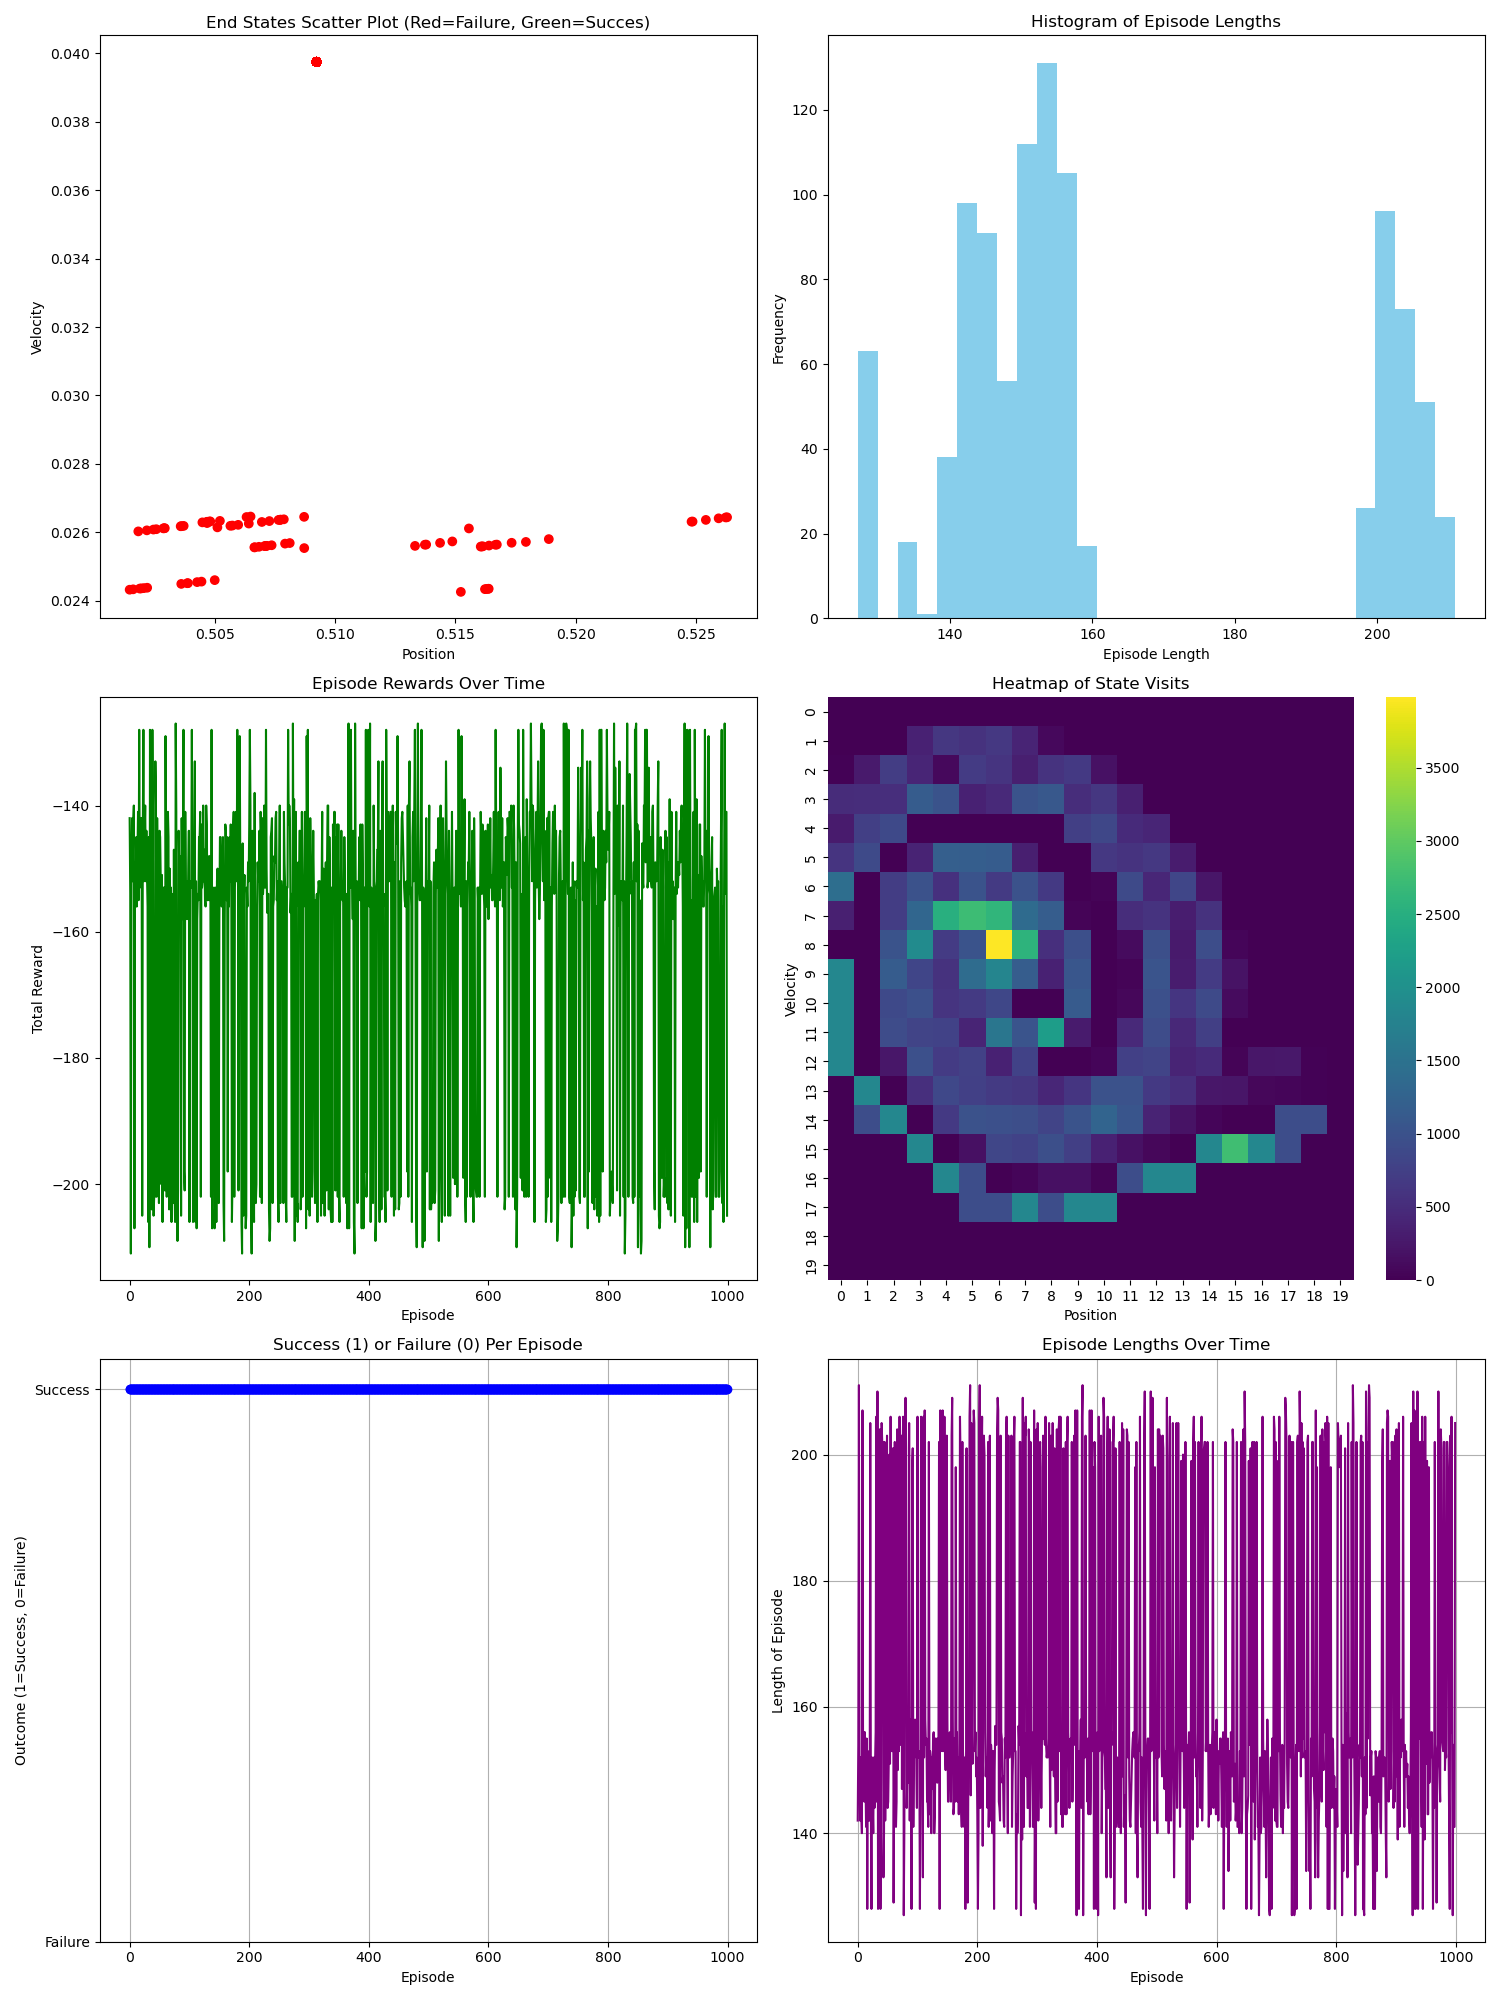 End States Scatter Plot (Red=Failure, Green=Succes)
Velocity
0.040
0.038
0.036
0.034
0.032
0.030
0.028
0.026
0.024
0.505 0.510 0.515 0.520 0.525
Position
Histogram of Episode Lengths
Frequency
120
100
80
60
40
20
0
140 160 180 200
Episode Length
Episode Rewards Over Time
Total Reward
−140
−160
−180
−200
0 200 400 600 800 1000
Episode
Heatmap of State Visits
Velocity
0
1
2
3
4
5
6
7
8
9
10
11
12
13
14
15
16
17
18
19
0 1 2 3 4 5 6 7 8 9 10 11 12 13 14 15 16 17 18 19
Position
3500
3000
2500
2000
1500
1000
500
0
Success (1) or Failure (0) Per Episode
Outcome (1=Success, 0=Failure)
Success
Failure
0 200 400 600 800 1000
Episode
Episode Lengths Over Time
Length of Episode
200
180
160
140
0 200 400 600 800 1000
Episode